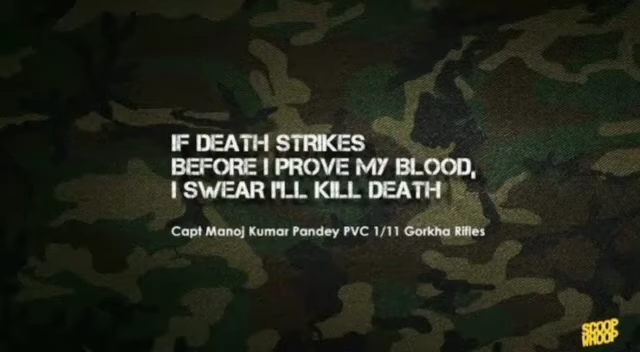 IF DEATH STRIKES
BEFORE I PROVE MY BLOOD,
I SWEAR I'LL KILL DEATH
Capt Manoj Kumar Pandey PVC 1/11 Gorkha Rifles
SCOOP
WHOOP